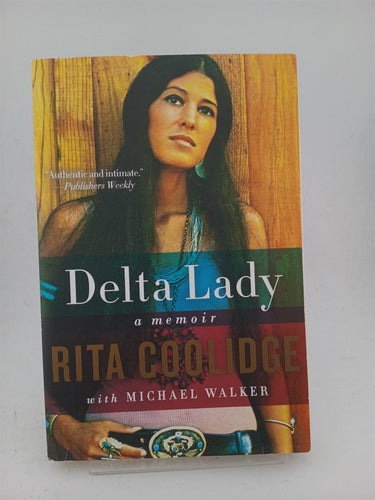 "Authentic and intimate."
—Publishers Weekly
Delta Lady
a memoir
RITA COOLIDGE
with MICHAEL WALKER